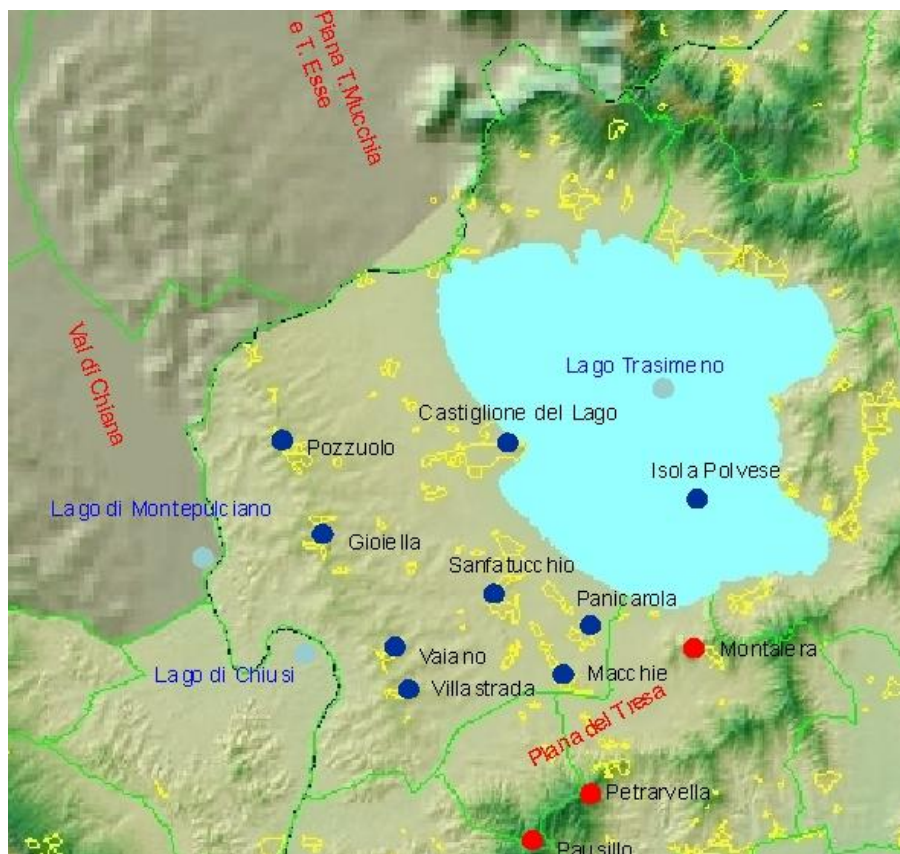 Piana T.Mucchia
e T. Esse
Val di Chiana
Lago Trasimeno
Castiglione del Lago
Pozzuolo
Isola Polvese
Lago di Montepulciano
Gioiella
Sanfatucchio
Panicarola
Vaiano
Montalera
Lago di Chiusi
Macchie
Villastrada
Piana del Tresa
Petrarvella
Pausillo